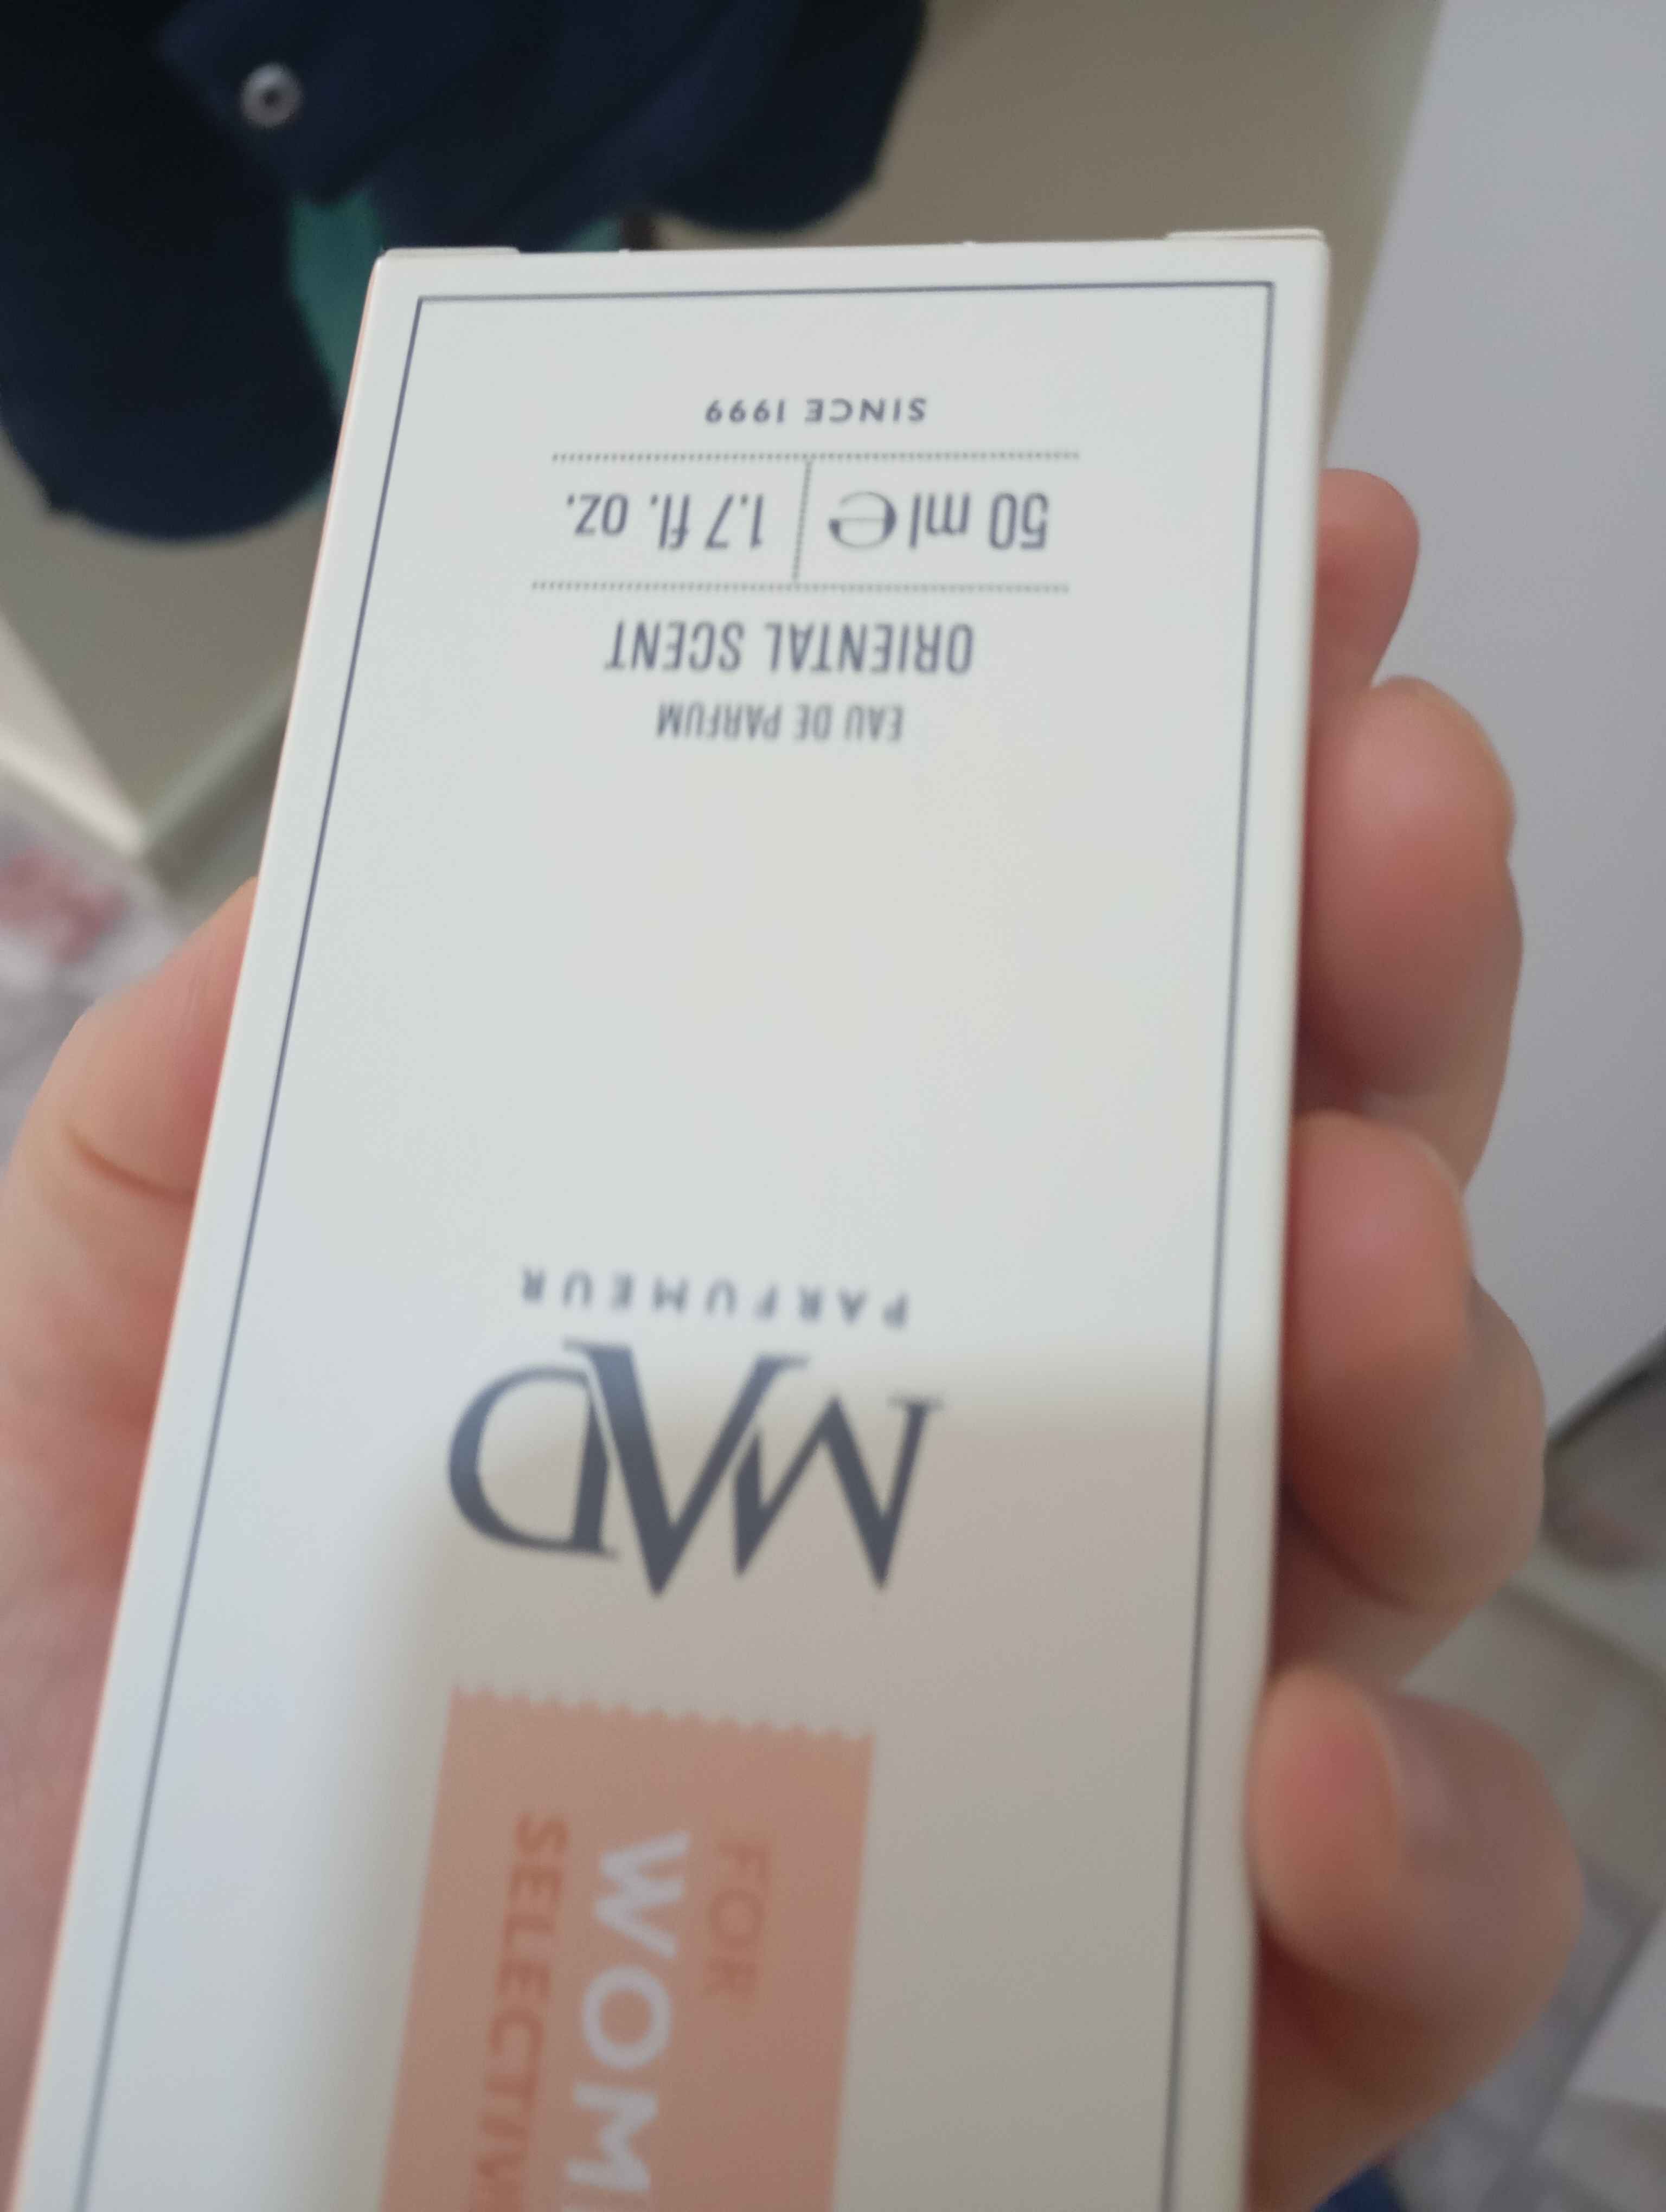 FOR
WOM
SELECTIV
MAD
PARFUMEUR
EAU DE PARFUM
ORIENTAL SCENT
50 ml ℮ 1.7 fl. oz.
SINCE 1999